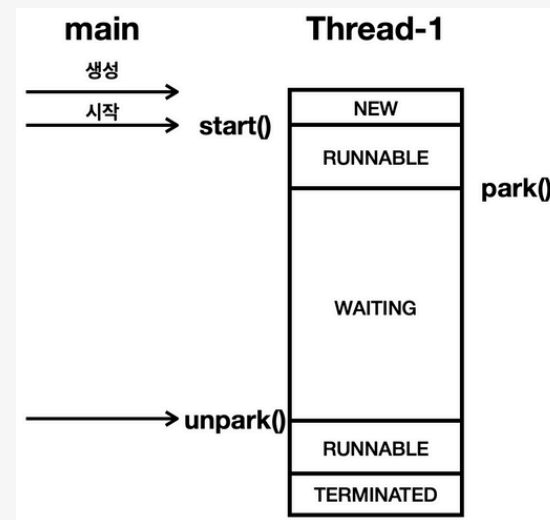 main
Thread-1
생성
시작
start()
NEW
RUNNABLE
park()
WAITING
unpark()
RUNNABLE
TERMINATED